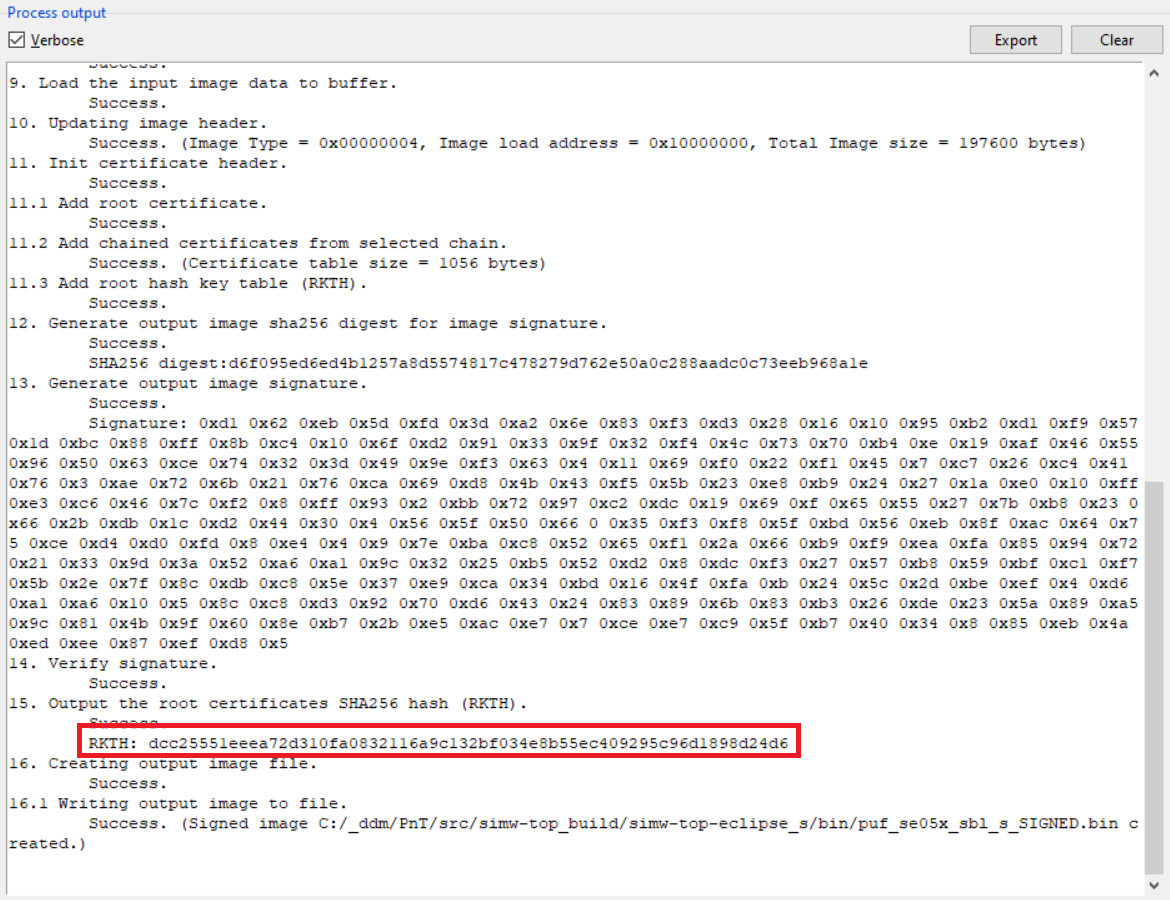 Process output
Verbose
Export
Clear
Success.
9. Load the input image data to buffer.
Success.
10. Updating image header.
Success. (Image Type = 0x00000004, Image load address = 0x10000000, Total Image size = 197600 bytes)
11. Init certificate header.
Success.
11.1 Add root certificate.
Success.
11.2 Add chained certificates from selected chain.
Success. (Certificate table size = 1056 bytes)
11.3 Add root hash key table (RKTH).
Success.
12. Generate output image sha256 digest for image signature.
Success.
SHA256 digest:d6f095ed6ed4b1257a8d5574817c478279d762e50a0c288aadc0c73eeb968a1e
13. Generate output image signature.
Success.
Signature: 0xd1 0x62 0xeb 0x5d 0xfd 0x3d 0xa2 0x6e 0x83 0xf3 0xd3 0x28 0x16 0x10 0x95 0xb2 0xd1 0xf9 0x57
0x1d 0xbc 0x88 0xff 0x8b 0xc4 0x10 0x6f 0xd2 0x91 0x33 0x9f 0x32 0xf4 0x4c 0x73 0x70 0xb4 0xe 0x19 0xaf 0x46 0x55
0x96 0x50 0x63 0xce 0x74 0x32 0x3d 0x49 0x9e 0xf3 0x63 0x4 0x11 0x69 0xf0 0x22 0xf1 0x45 0x7 0xc7 0x26 0xc4 0x41
0x76 0x3 0xae 0x72 0x6b 0x21 0x76 0xca 0x69 0xd8 0x4b 0x43 0xf5 0x5b 0x23 0xe8 0xb9 0x24 0x27 0x1a 0xe0 0x10 0xff
0xe3 0xc6 0x46 0x7c 0xf2 0x8 0xff 0x93 0x2 0xbb 0x72 0x97 0xc2 0xdc 0x19 0x69 0xf 0x65 0x55 0x27 0x7b 0xb8 0x23 0
x66 0x2b 0xdb 0x1c 0xd2 0x44 0x30 0x4 0x56 0x5f 0x50 0x66 0 0x35 0xf3 0xf8 0x5f 0xbd 0x56 0xeb 0x8f 0xac 0x64 0x7
5 0xce 0xd4 0xd0 0xfd 0x8 0xe4 0x4 0x9 0x7e 0xba 0xc8 0x52 0x65 0xf1 0x2a 0x66 0xb9 0xf9 0xea 0xfa 0x85 0x94 0x72
0x21 0x33 0x9d 0x3a 0x52 0xa6 0xa1 0x9c 0x32 0x25 0xb5 0x52 0xd2 0x8 0xdc 0xf3 0x27 0x57 0xb8 0x59 0xbf 0xc1 0xf7
0x5b 0x2e 0x7f 0x8c 0xdb 0xc8 0x5e 0x37 0xe9 0xca 0x34 0xbd 0x16 0x4f 0xfa 0xb 0x24 0x5c 0x2d 0xbe 0xef 0x4 0xd6
0xa1 0xa6 0x10 0x5 0x8c 0xc8 0xd3 0x92 0x70 0xd6 0x43 0x24 0x83 0x89 0x6b 0x83 0xb3 0x26 0xde 0x23 0x5a 0x89 0xa5
0x9c 0x81 0x4b 0x9f 0x60 0x8e 0xb7 0x2b 0xe5 0xac 0xe7 0x7 0xce 0xe7 0xc9 0x5f 0xb7 0x40 0x34 0x8 0x85 0xeb 0x4a
0xed 0xee 0x87 0xef 0xd8 0x5
14. Verify signature.
Success.
15. Output the root certificates SHA256 hash (RKTH).
Success.
RKTH: dcc25551eeea72d310fa0832116a9c132bf034e8b55ec409295c96d1898d24d6
16. Creating output image file.
Success.
16.1 Writing output image to file.
Success. (Signed image C:/_ddm/PnT/src/simw-top_build/simw-top-eclipse_s/bin/puf_se05x_sbl_s_SIGNED.bin c
reated.)